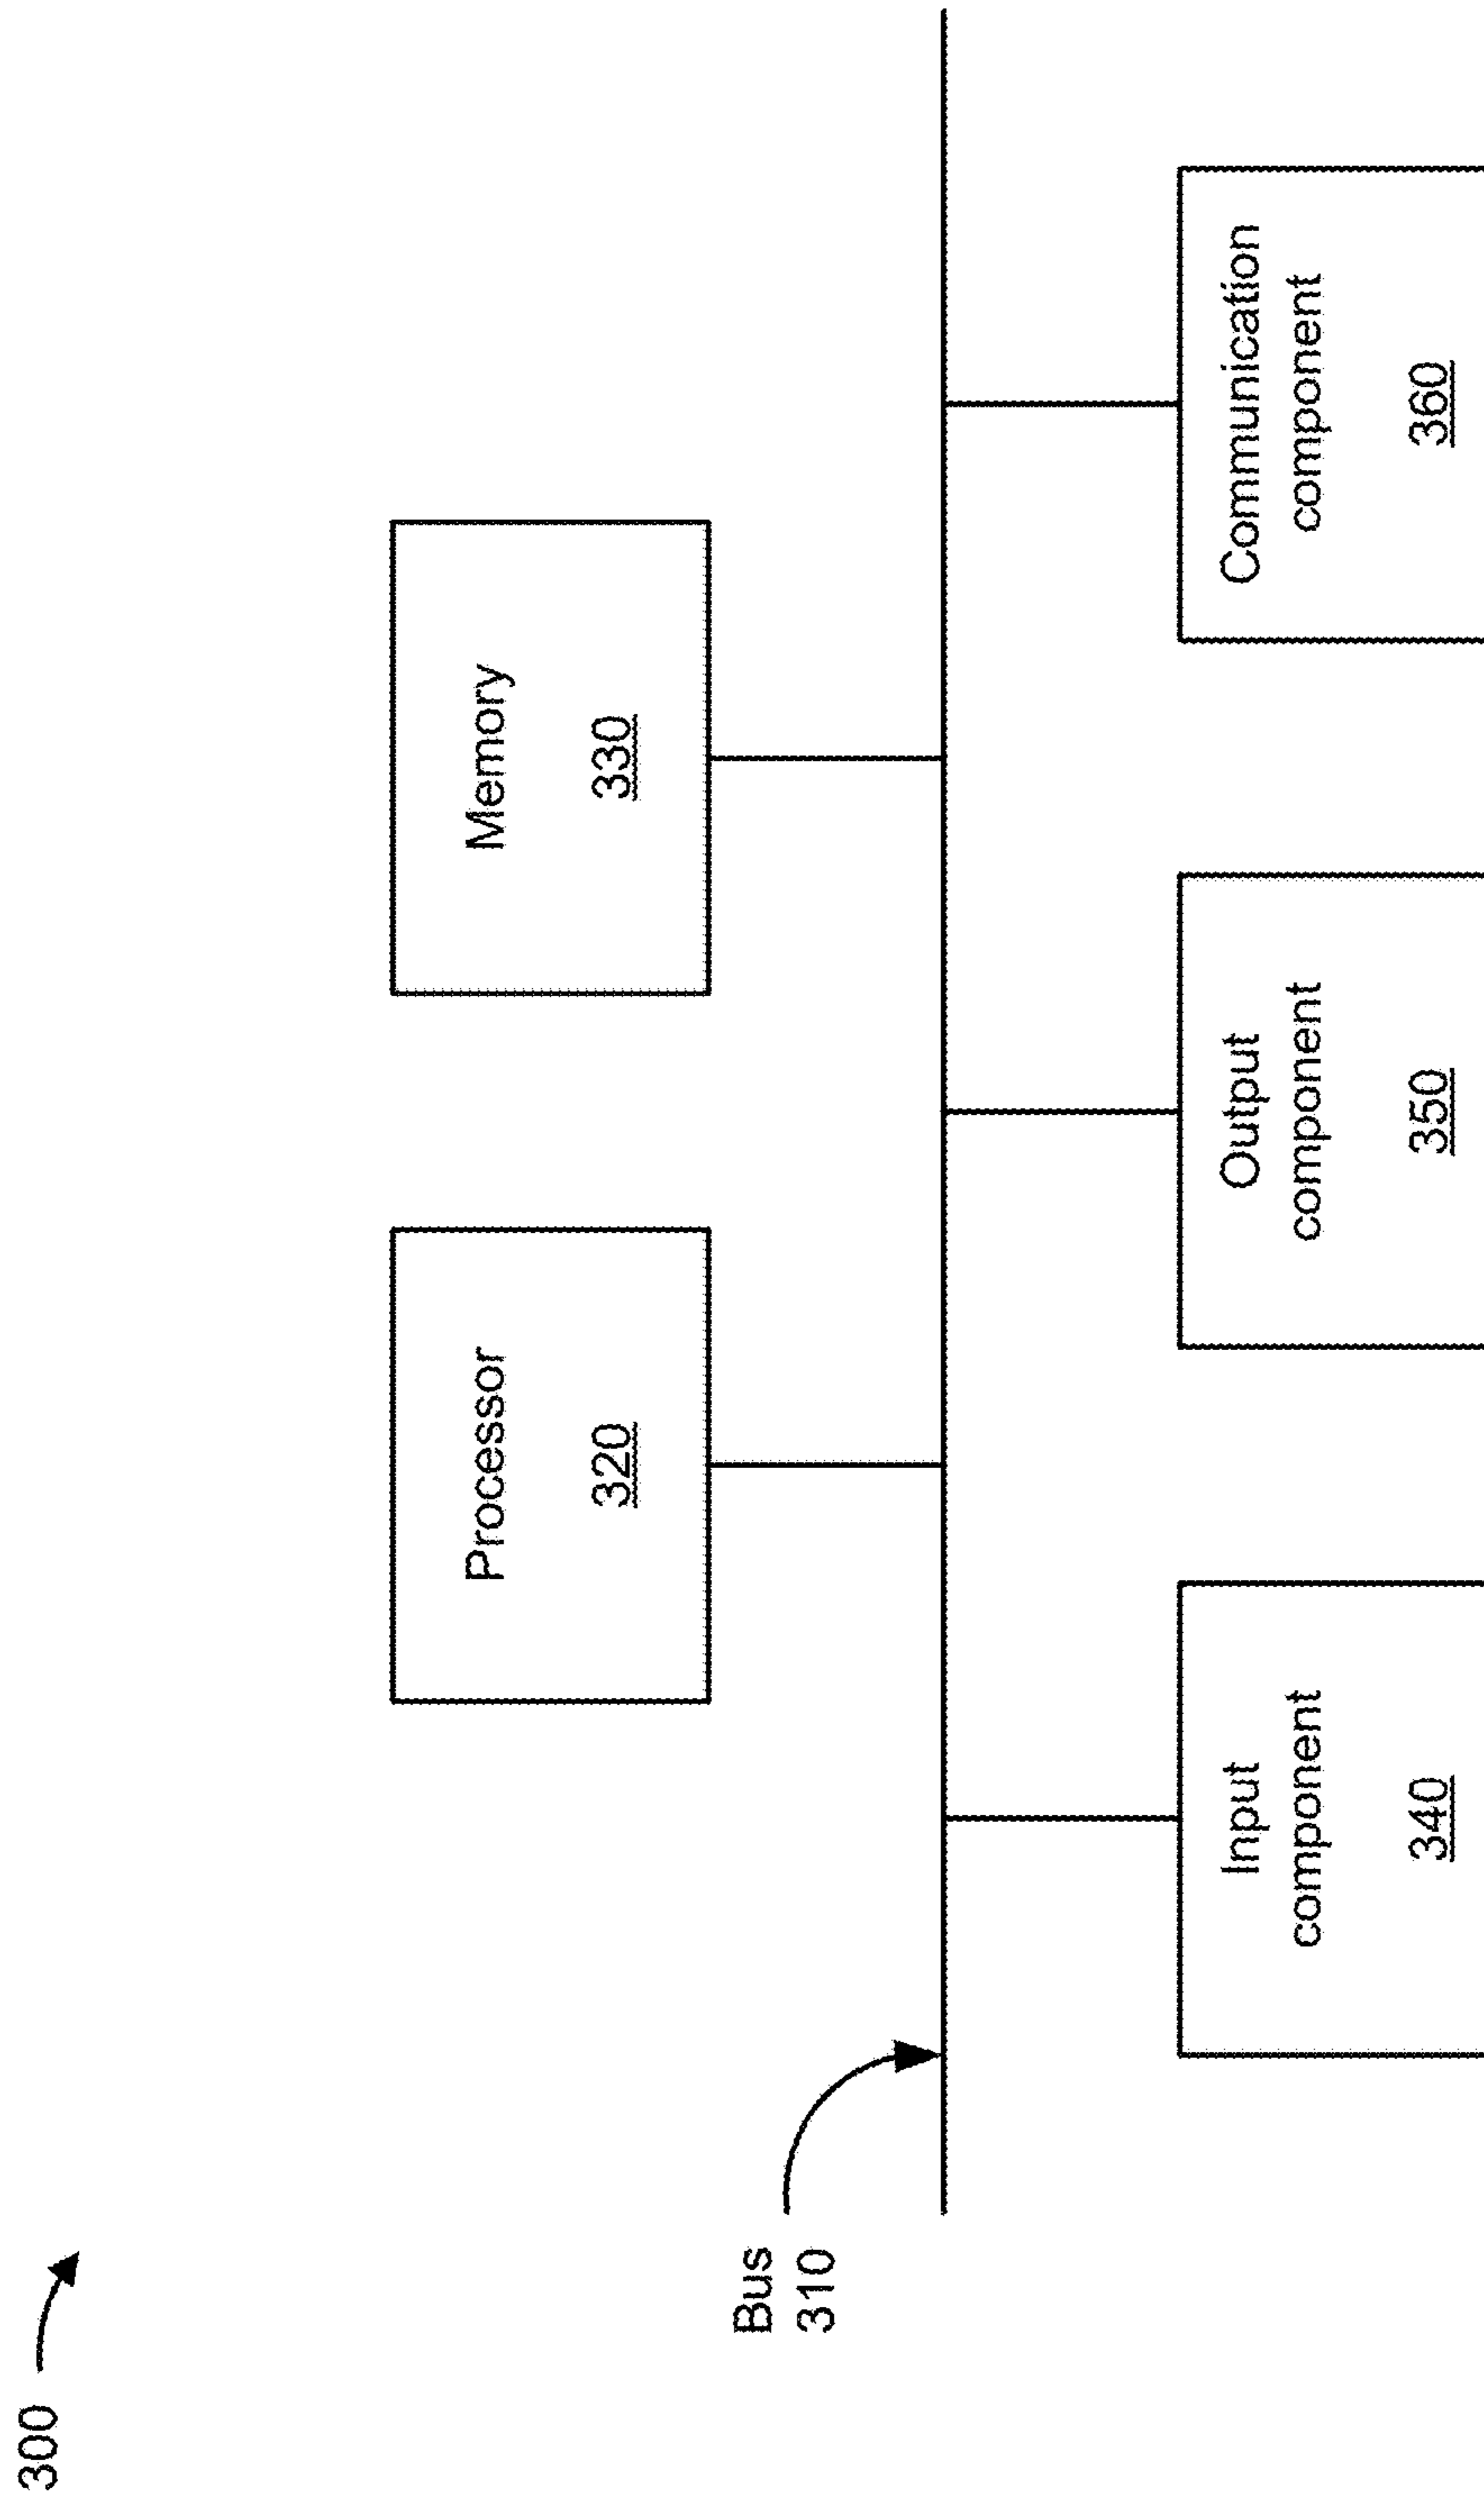 300
Bus
310
Processor
320
Memory
330
Input
component
340
Output
component
350
Communication
component
360